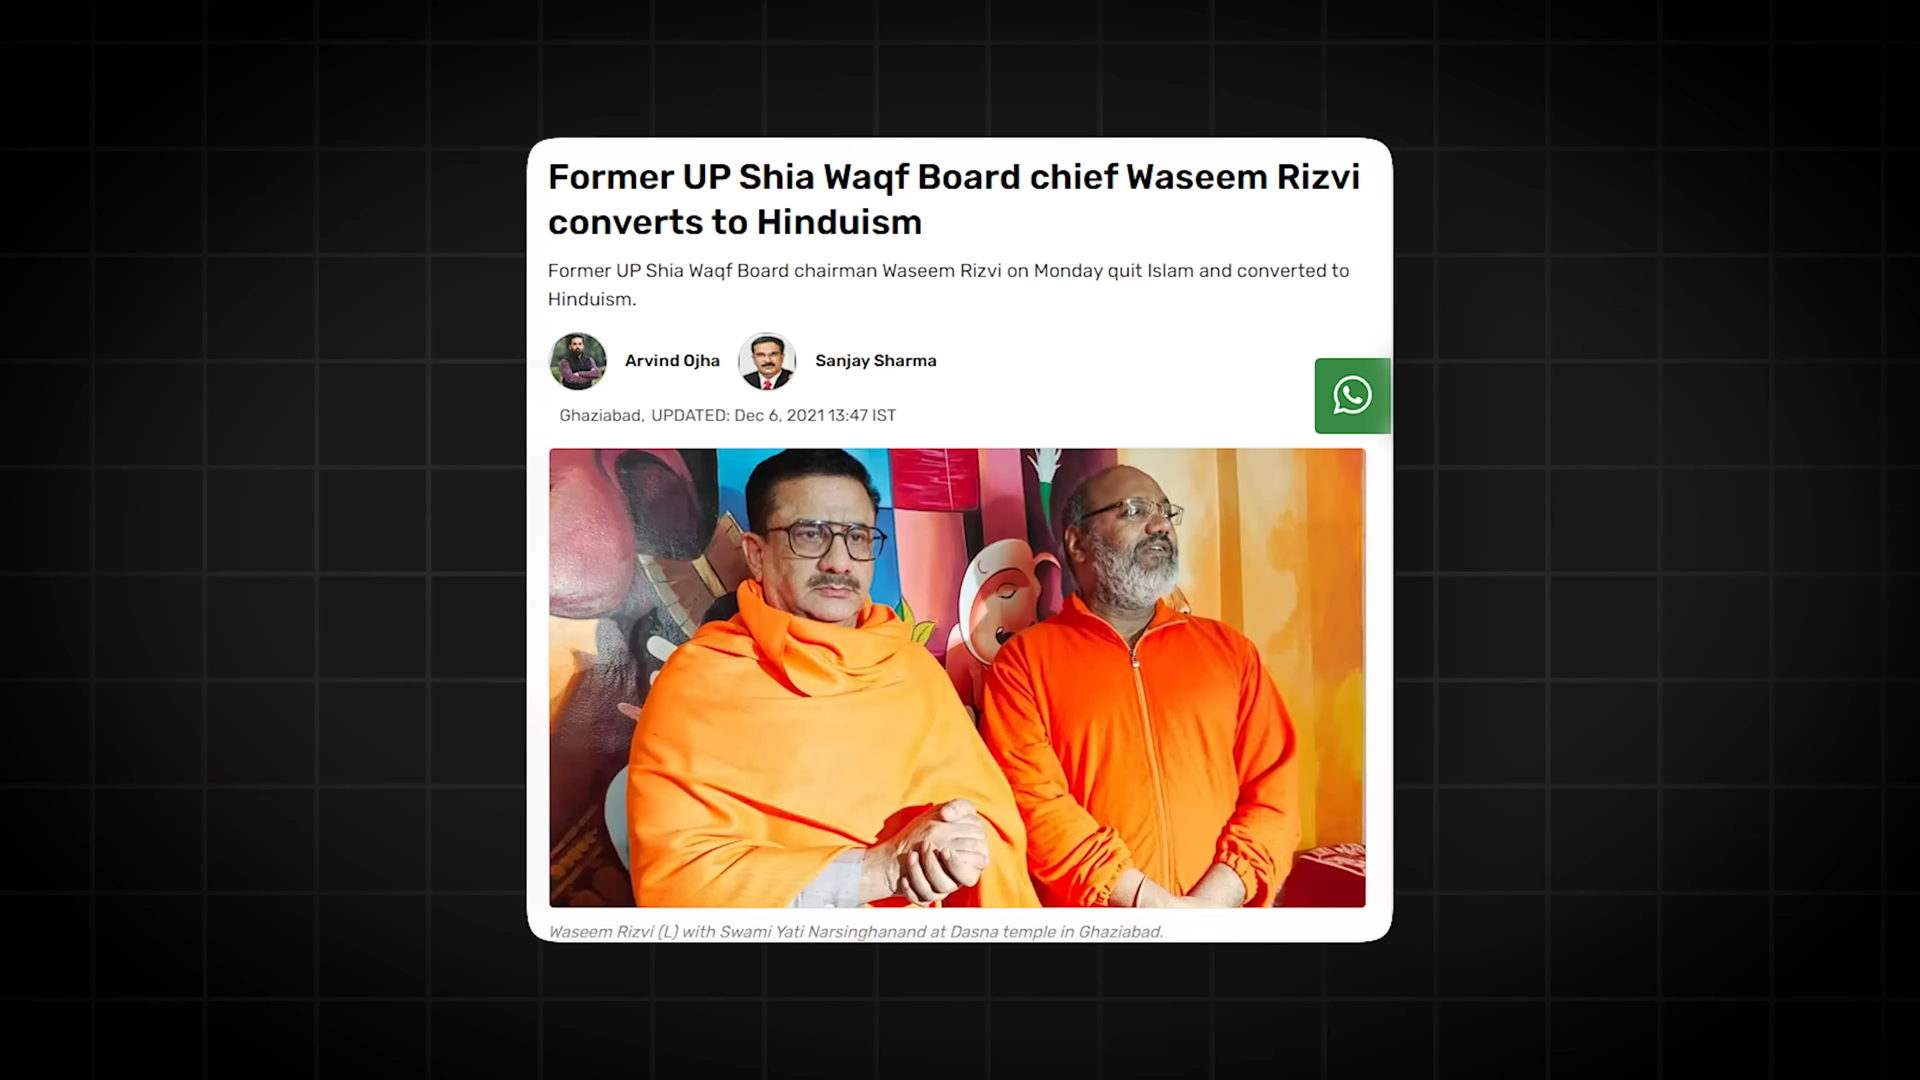 Former UP Shia Waqf Board chief Waseem Rizvi
converts to Hinduism
Former UP Shia Waqf Board chairman Waseem Rizvi on Monday quit Islam and converted to
Hinduism.
Arvind Ojha Sanjay Sharma
Ghaziabad, UPDATED: Dec 6, 2021 13:47 IST
Waseem Rizvi (L) with Swami Yati Narsinghanand at Dasna temple in Ghaziabad.